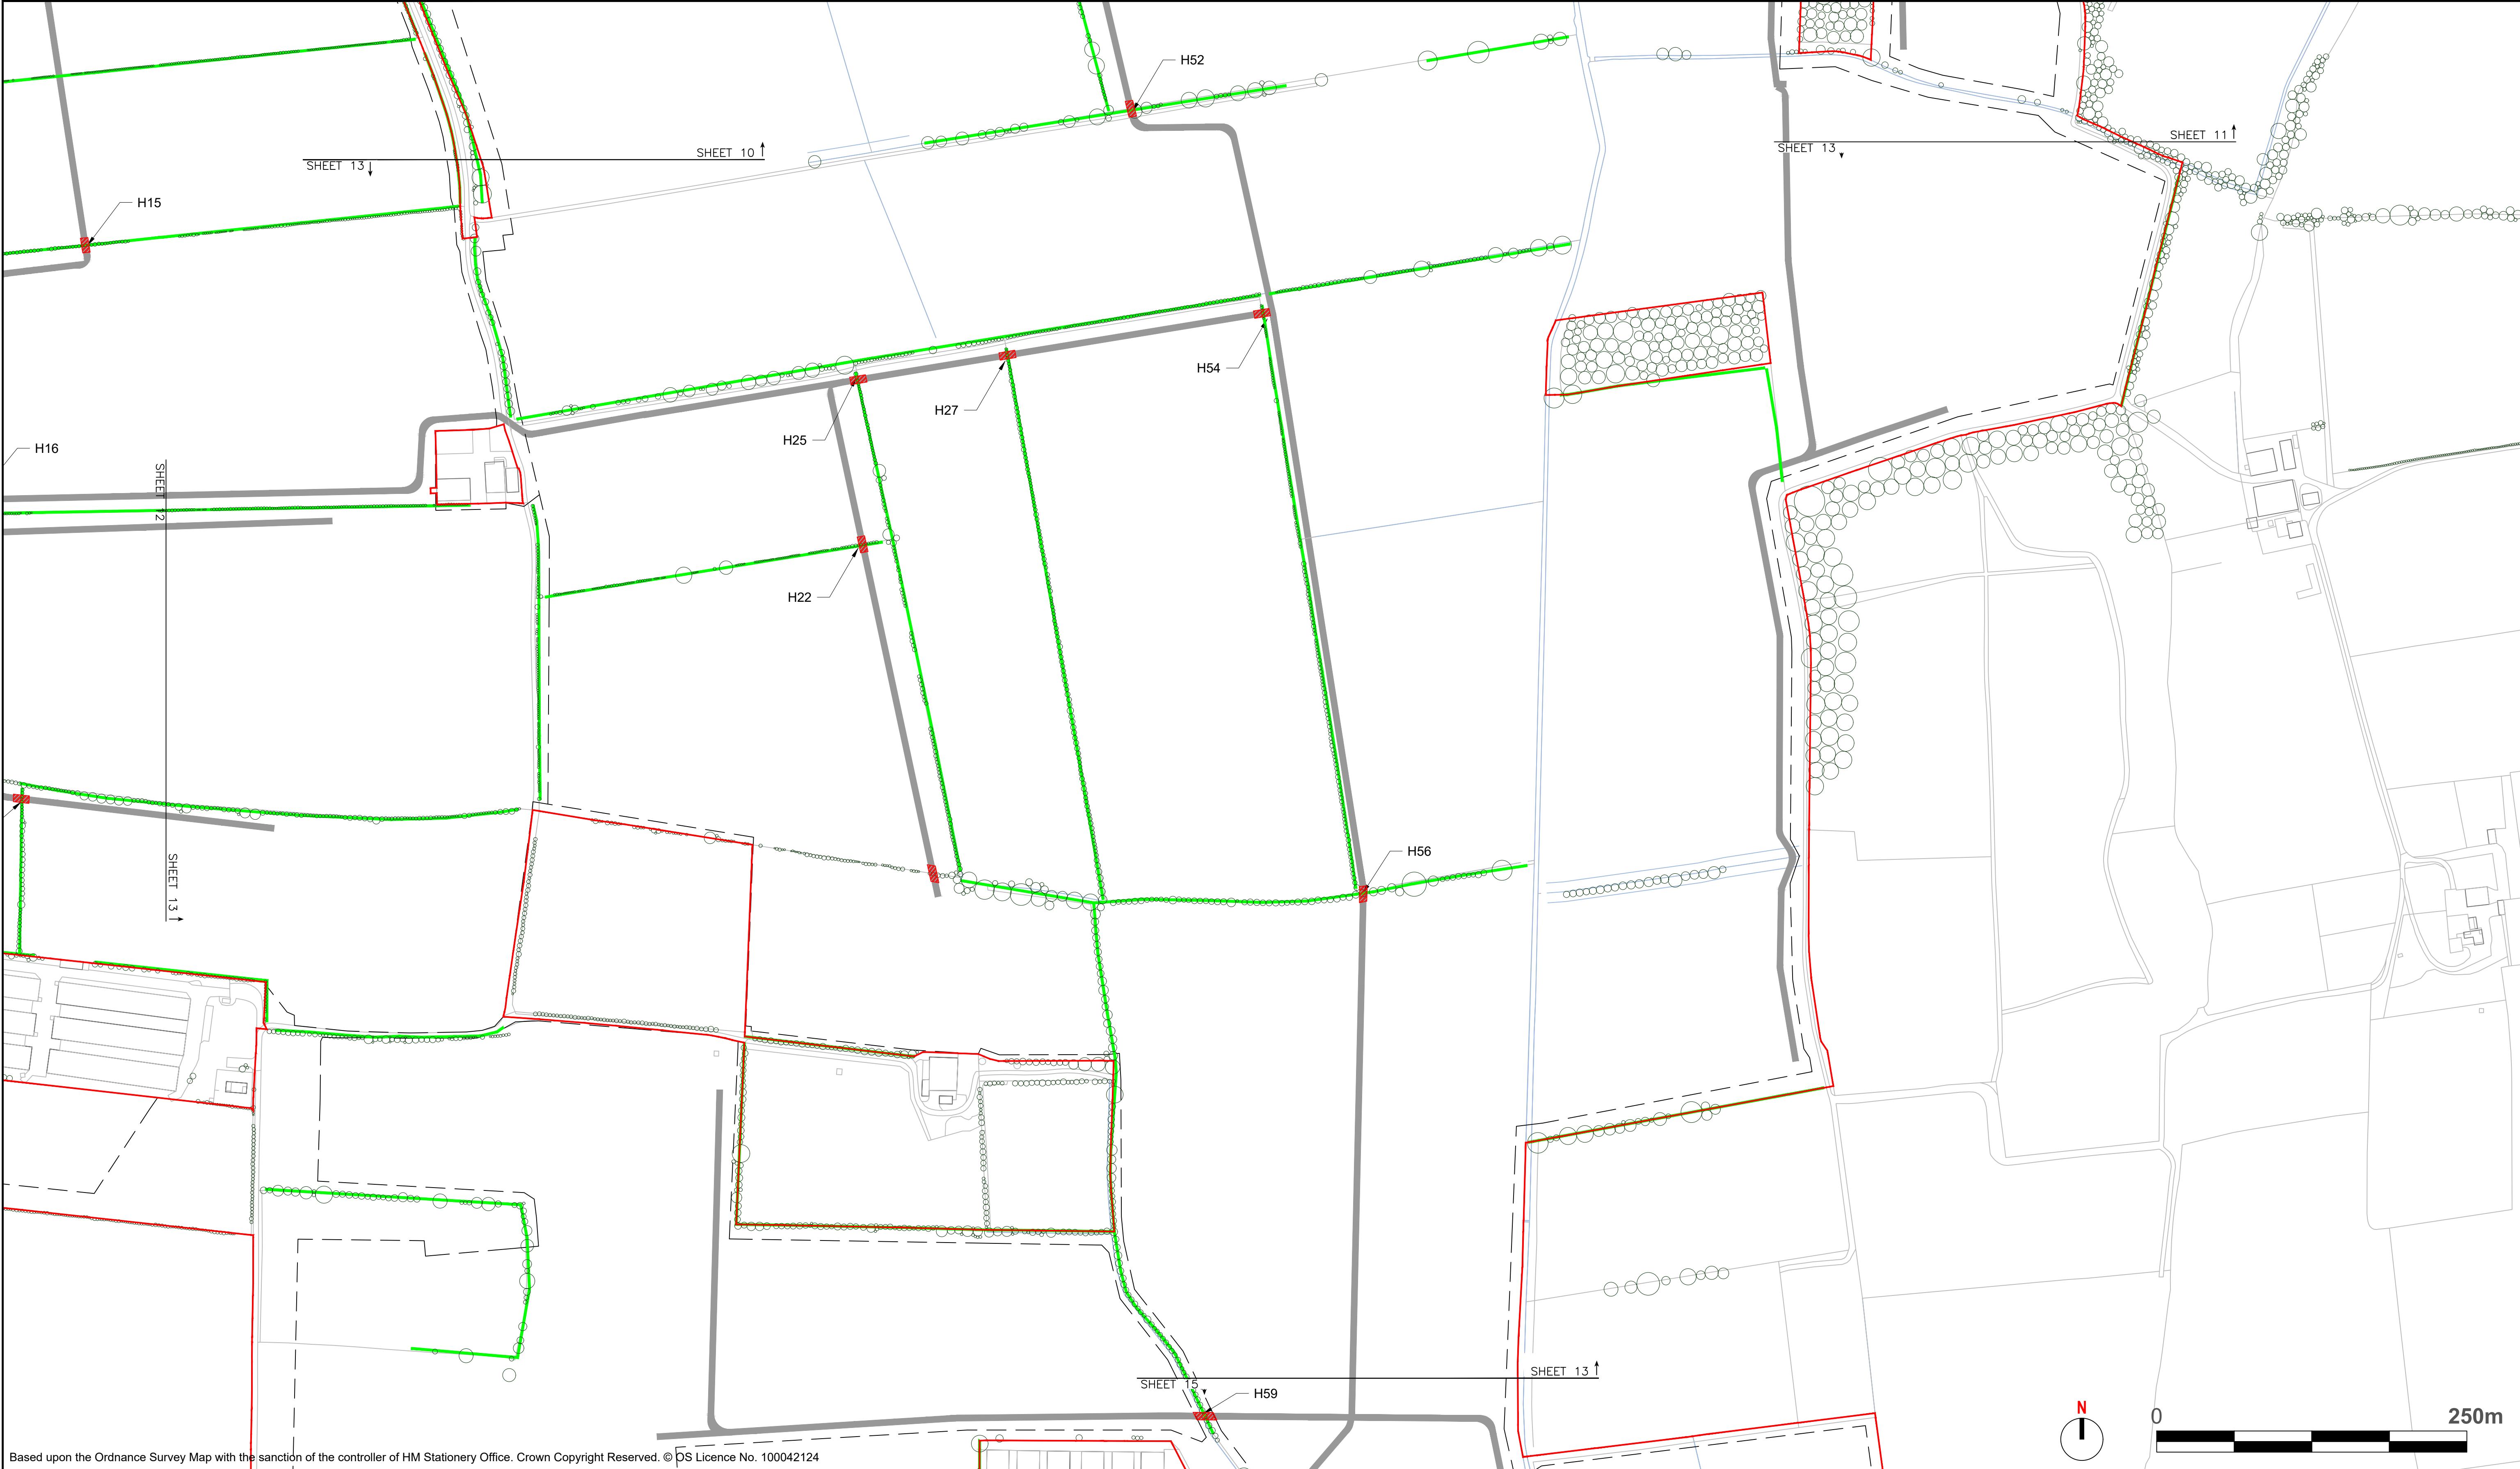 H52
SHEET 10
SHEET 13
SHEET 11
SHEET 13
H15
H54
H27
H25
H16
SHEET 12
H22
SHEET 13
H56
SHEET 13
SHEET 15
H59
N
0
250m
Based upon the Ordnance Survey Map with the sanction of the controller of HM Stationery Office. Crown Copyright Reserved. © OS Licence No. 100042124